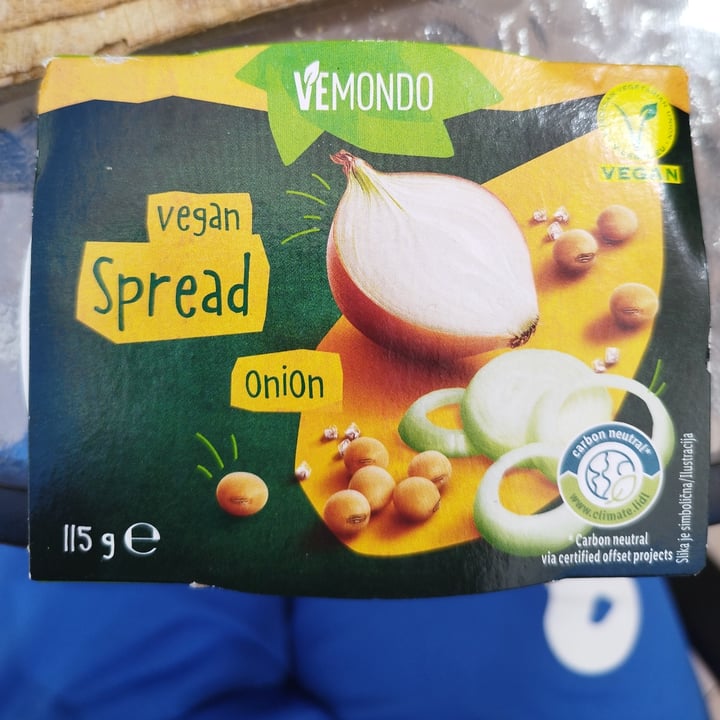 VEMONDO
VEGAN
vegan
Spread
onion
carbon neutral*
www.climate.lidl
115 g e
* Carbon neutral
via certified offset projects
Slika je simbolična/Ilustracija